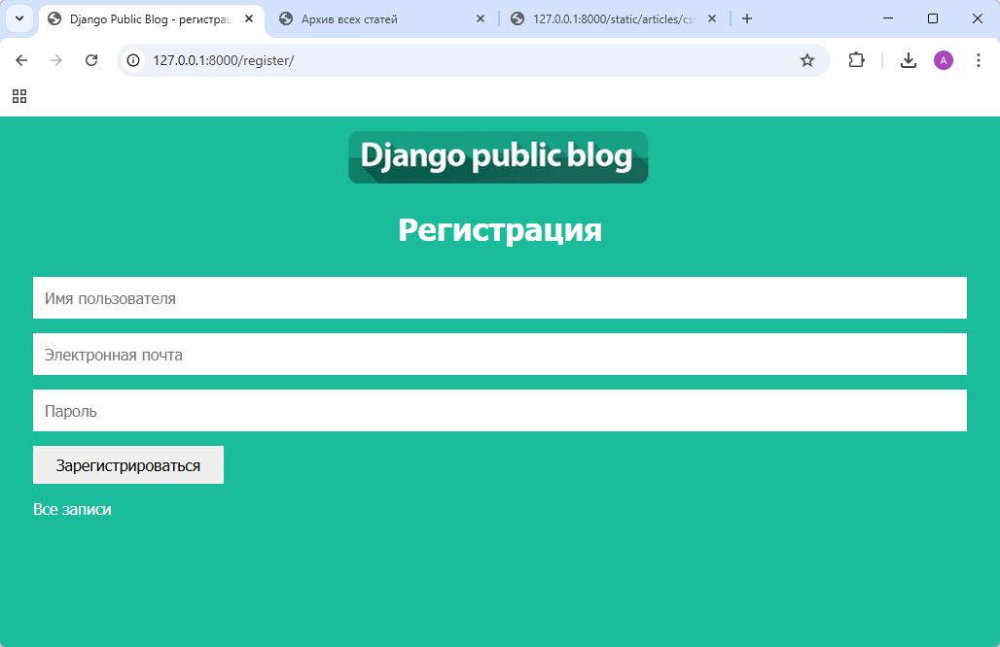 Django Public Blog - регистрац
Архив всех статей
127.0.0.1:8000/static/articles/css
127.0.0.1:8000/register/
A
Django public blog
Регистрация
Имя пользователя
Электронная почта
Пароль
Зарегистрироваться
Все записи